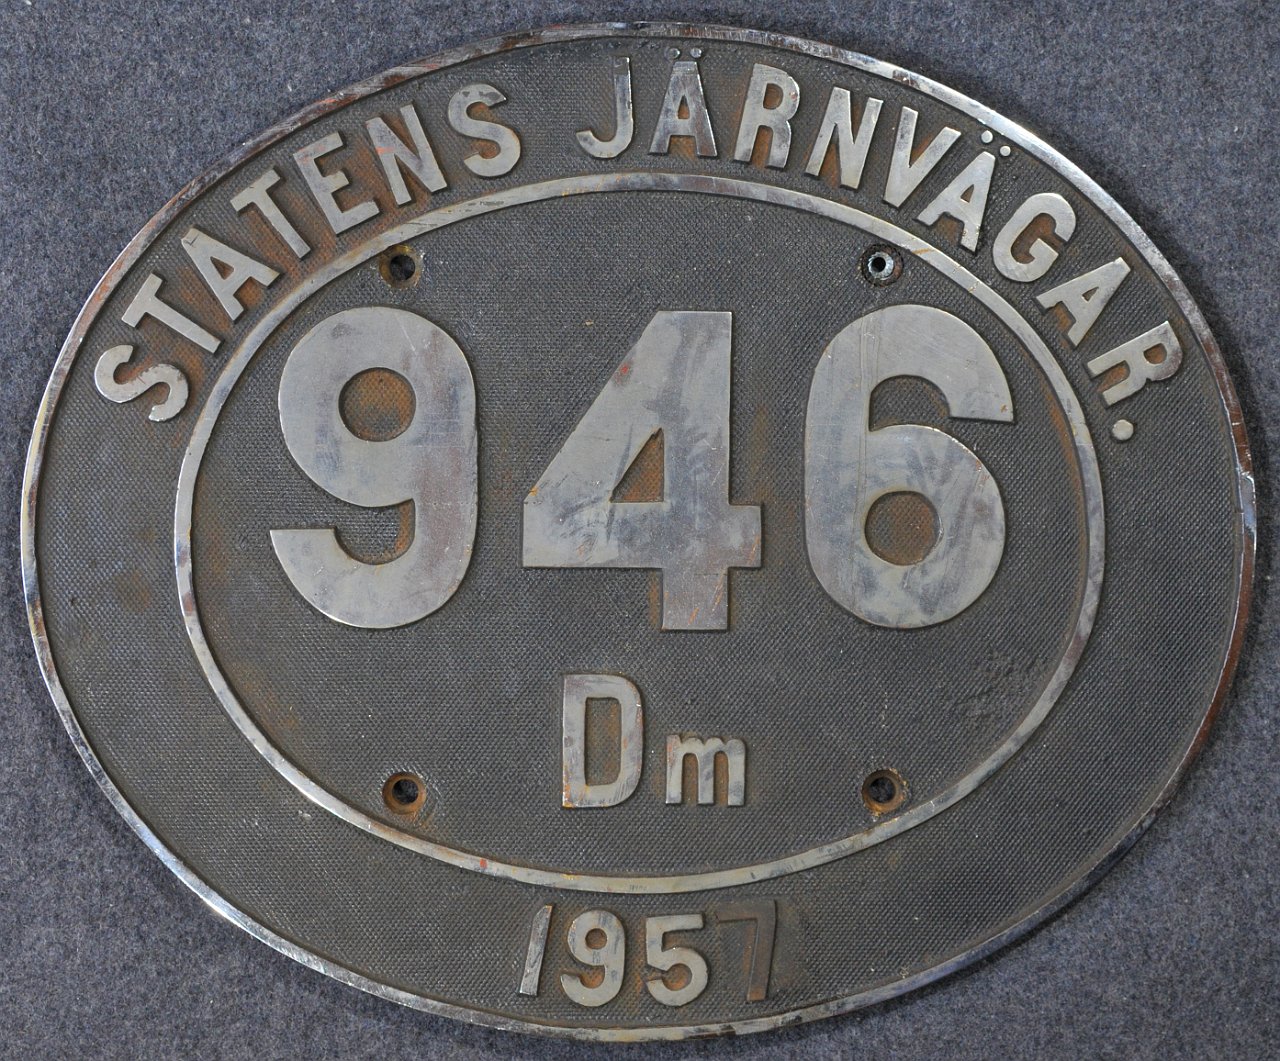 STATENS JÄRNVÄGAR.
946
Dm
1957